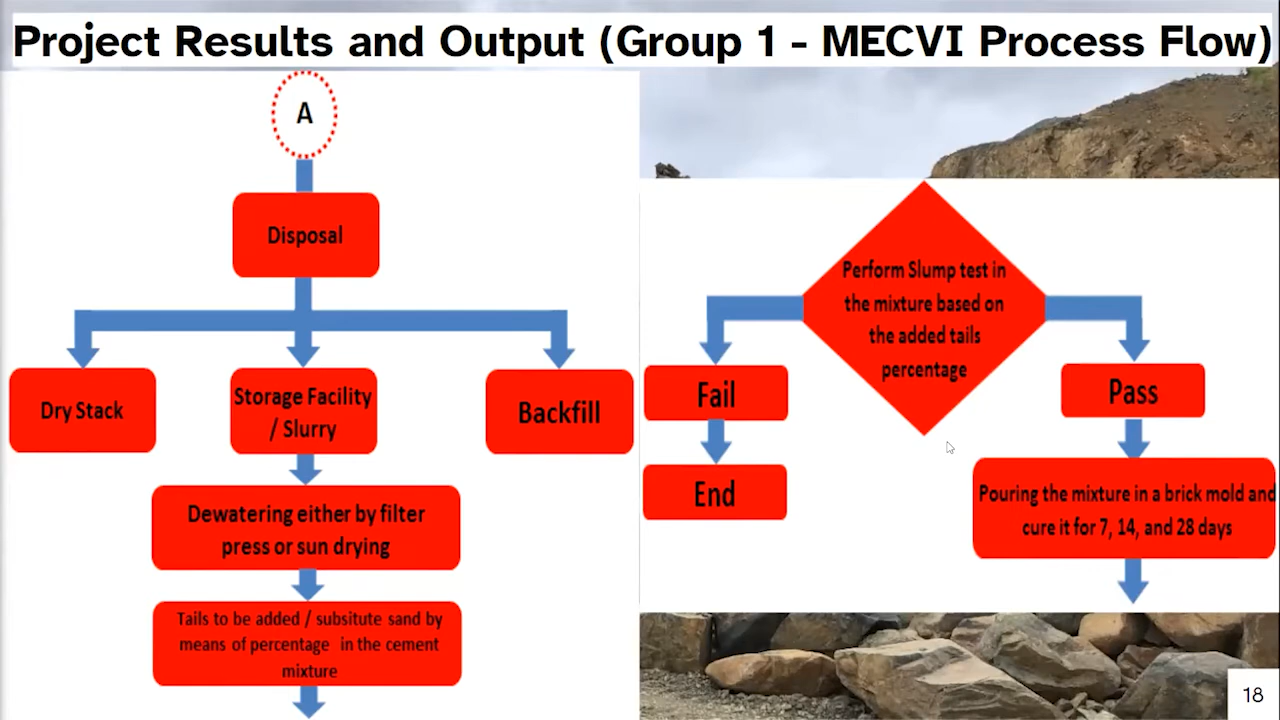 Project Results and Output (Group 1 - MECVI Process Flow)
A
Disposal
Dry Stack
Storage Facility
/ Slurry
Backfill
Dewatering either by filter
press or sun drying
Tails to be added / subsitute sand by
means of percentage in the cement
mixture
Perform Slump test in
the mixture based on
the added tails
percentage
Fail
End
Pass
Pouring the mixture in a brick mold and
cure it for 7, 14, and 28 days
18